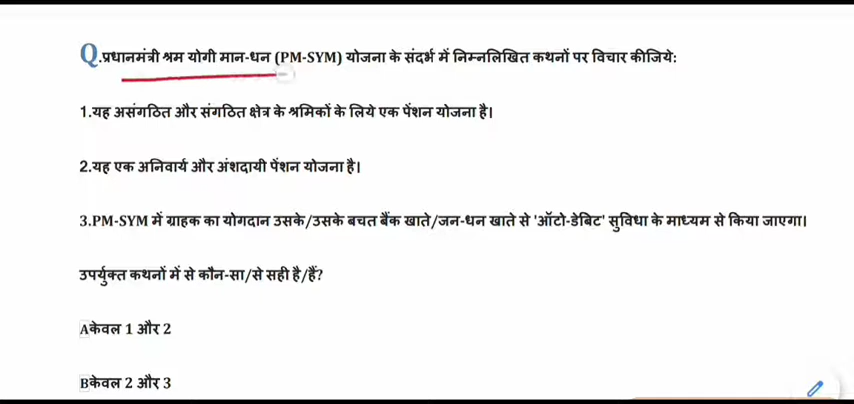 Q.प्रधानमंत्री श्रम योगी मान-धन (PM-SYM) योजना के संदर्भ में निम्नलिखित कथनों पर विचार कीजिये:
1.यह असंगठित और संगठित क्षेत्र के श्रमिकों के लिये एक पेंशन योजना है।
2.यह एक अनिवार्य और अंशदायी पेंशन योजना है।
3.PM-SYM में ग्राहक का योगदान उसके/उसके बचत बैंक खाते/जन-धन खाते से 'ऑटो-डेबिट' सुविधा के माध्यम से किया जाएगा।
उपर्युक्त कथनों में से कौन-सा/से सही है/हैं?
Aकेवल 1 और 2
Bकेवल 2 और 3